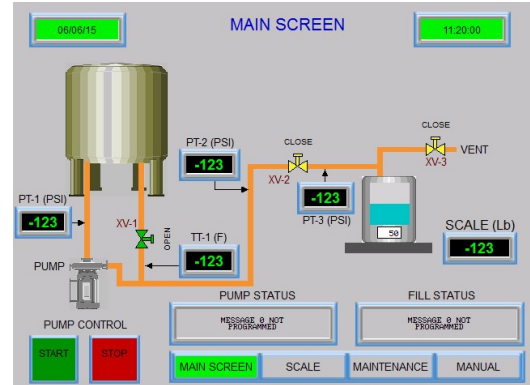 06/06/15
MAIN SCREEN
11:20:00
PT-2 (PSI)
-123
CLOSE
XV-2
CLOSE
XV-3
VENT
PT-1 (PSI)
-123
XV-1
OPEN
TT-1 (F)
-123
-123
PT-3 (PSI)
50
SCALE (Lb)
-123
PUMP
PUMP STATUS
MESSAGE 0 NOT
PROGRAMMED
FILL STATUS
MESSAGE 0 NOT
PROGRAMMED
PUMP CONTROL
START
STOP
MAIN SCREEN
SCALE
MAINTENANCE
MANUAL